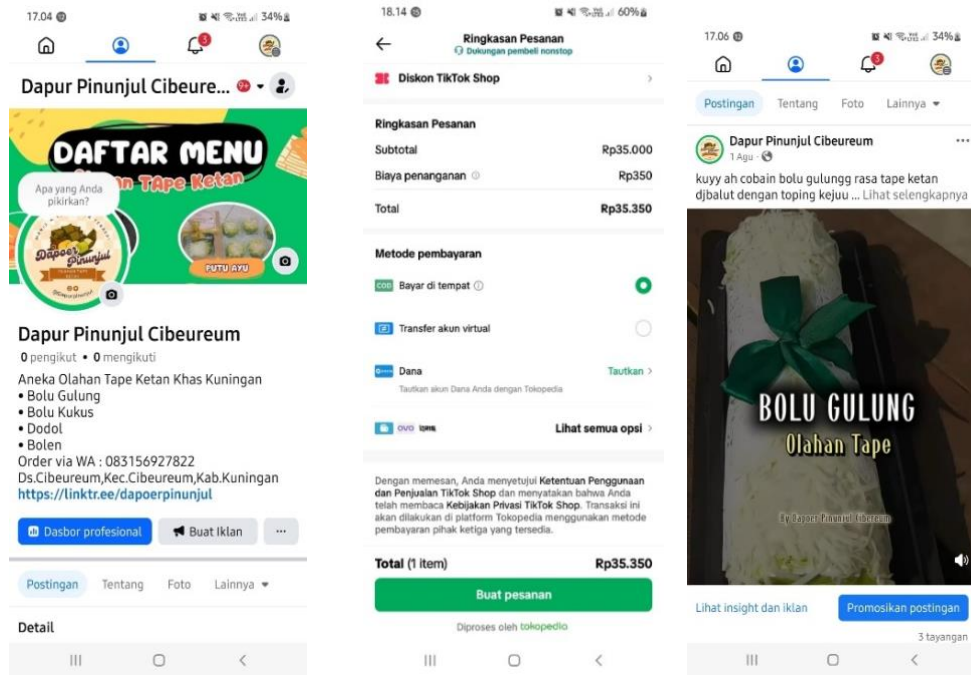 17.04
34%
3
Dapur Pinunjul Cibeure... 9+
DAFTAR MENU
Olahan TApe Ketan
Apa yang Anda
pikirkan?
Dapoer
Pinunjul
PUTU AYU
Dapur Pinunjul Cibeureum
0 pengikut • 0 mengikuti
Aneka Olahan Tape Ketan Khas Kuningan
• Bolu Gulung
• Bolu Kukus
• Dodol
• Bolen
Order via WA : 083156927822
Ds.Cibeureum,Kec.Cibeureum,Kab.Kuningan
https://linktr.ee/dapoerpinunjul
Dasbor profesional
Buat Iklan
...
Postingan Tentang Foto Lainnya
Detail
18.14
60%
Ringkasan Pesanan
Dukungan pembeli nonstop
Diskon TikTok Shop
Ringkasan Pesanan
Subtotal Rp35.000
Biaya penanganan Rp350
Total Rp35.350
Metode pembayaran
COD Bayar di tempat
Transfer akun virtual
Dana Tautkan
Tautkan akun Dana Anda dengan Tokopedia
OVO Lihat semua opsi
Dengan memesan, Anda menyetujui Ketentuan Penggunaan
dan Penjualan TikTok Shop dan menyatakan bahwa Anda
telah membaca Kebijakan Privasi TikTok Shop. Transaksi ini
akan dilakukan di platform Tokopedia menggunakan metode
pembayaran pihak ketiga yang tersedia.
Total (1 item) Rp35.350
Buat pesanan
Diproses oleh tokopedia
17.06
34%
3
Postingan Tentang Foto Lainnya
Dapur Pinunjul Cibeureum
1 Agu
...
kuyy ah cobain bolu gulungg rasa tape ketan
djbalut dengan toping kejuu ... Lihat selengkapnya
BOLU GULUNG
Olahan Tape
By Dapoer Pinunjul Cibereum
Lihat insight dan iklan
Promosikan postingan
3 tayangan